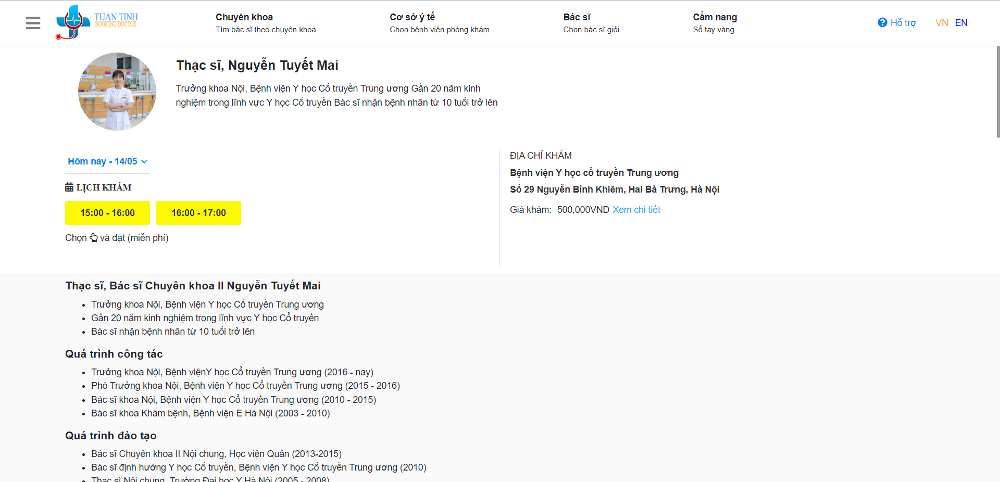 TUAN TINH
BOOKING DOCTOR
Chuyên khoa
Tìm bác sĩ theo chuyên khoa
Cơ sở y tế
Chọn bệnh viện phòng khám
Bác sĩ
Chọn bác sĩ giỏi
Cẩm nang
Sổ tay vàng
Hỗ trợ
VN EN
Thạc sĩ, Nguyễn Tuyết Mai
Trưởng khoa Nội, Bệnh viện Y học Cổ truyền Trung ương Gần 20 năm kinh
nghiệm trong lĩnh vực Y học Cổ truyền Bác sĩ nhận bệnh nhân từ 10 tuổi trở lên
Hôm nay - 14/05
LỊCH KHÁM
15:00 - 16:00
16:00 - 17:00
Chọn và đặt (miễn phí)
ĐỊA CHỈ KHÁM
Bệnh viện Y học cổ truyền Trung ương
Số 29 Nguyễn Bỉnh Khiêm, Hai Bà Trưng, Hà Nội
Giá khám: 500,000VND Xem chi tiết
Thạc sĩ, Bác sĩ Chuyên khoa II Nguyễn Tuyết Mai
Trưởng khoa Nội, Bệnh viện Y học Cổ truyền Trung ương
Gần 20 năm kinh nghiệm trong lĩnh vực Y học Cổ truyền
Bác sĩ nhận bệnh nhân từ 10 tuổi trở lên
Quá trình công tác
Trưởng khoa Nội, Bệnh việnY học Cổ truyền Trung ương (2016 - nay)
Phó Trưởng khoa Nội, Bệnh viện Y học Cổ truyền Trung ương (2015 - 2016)
Bác sĩ khoa Nội, Bệnh viện Y học Cổ truyền Trung ương (2010 - 2015)
Bác sĩ khoa Khám bệnh, Bệnh viện E Hà Nội (2003 - 2010)
Quá trình đào tạo
Bác sĩ Chuyên khoa II Nội chung, Học viện Quân (2013-2015)
Bác sĩ định hướng Y học Cổ truyền, Bệnh viện Y học Cổ truyền Trung ương (2010)
Thạc sĩ Nội chung, Trường Đại học Y Hà Nội (2005 - 2008)